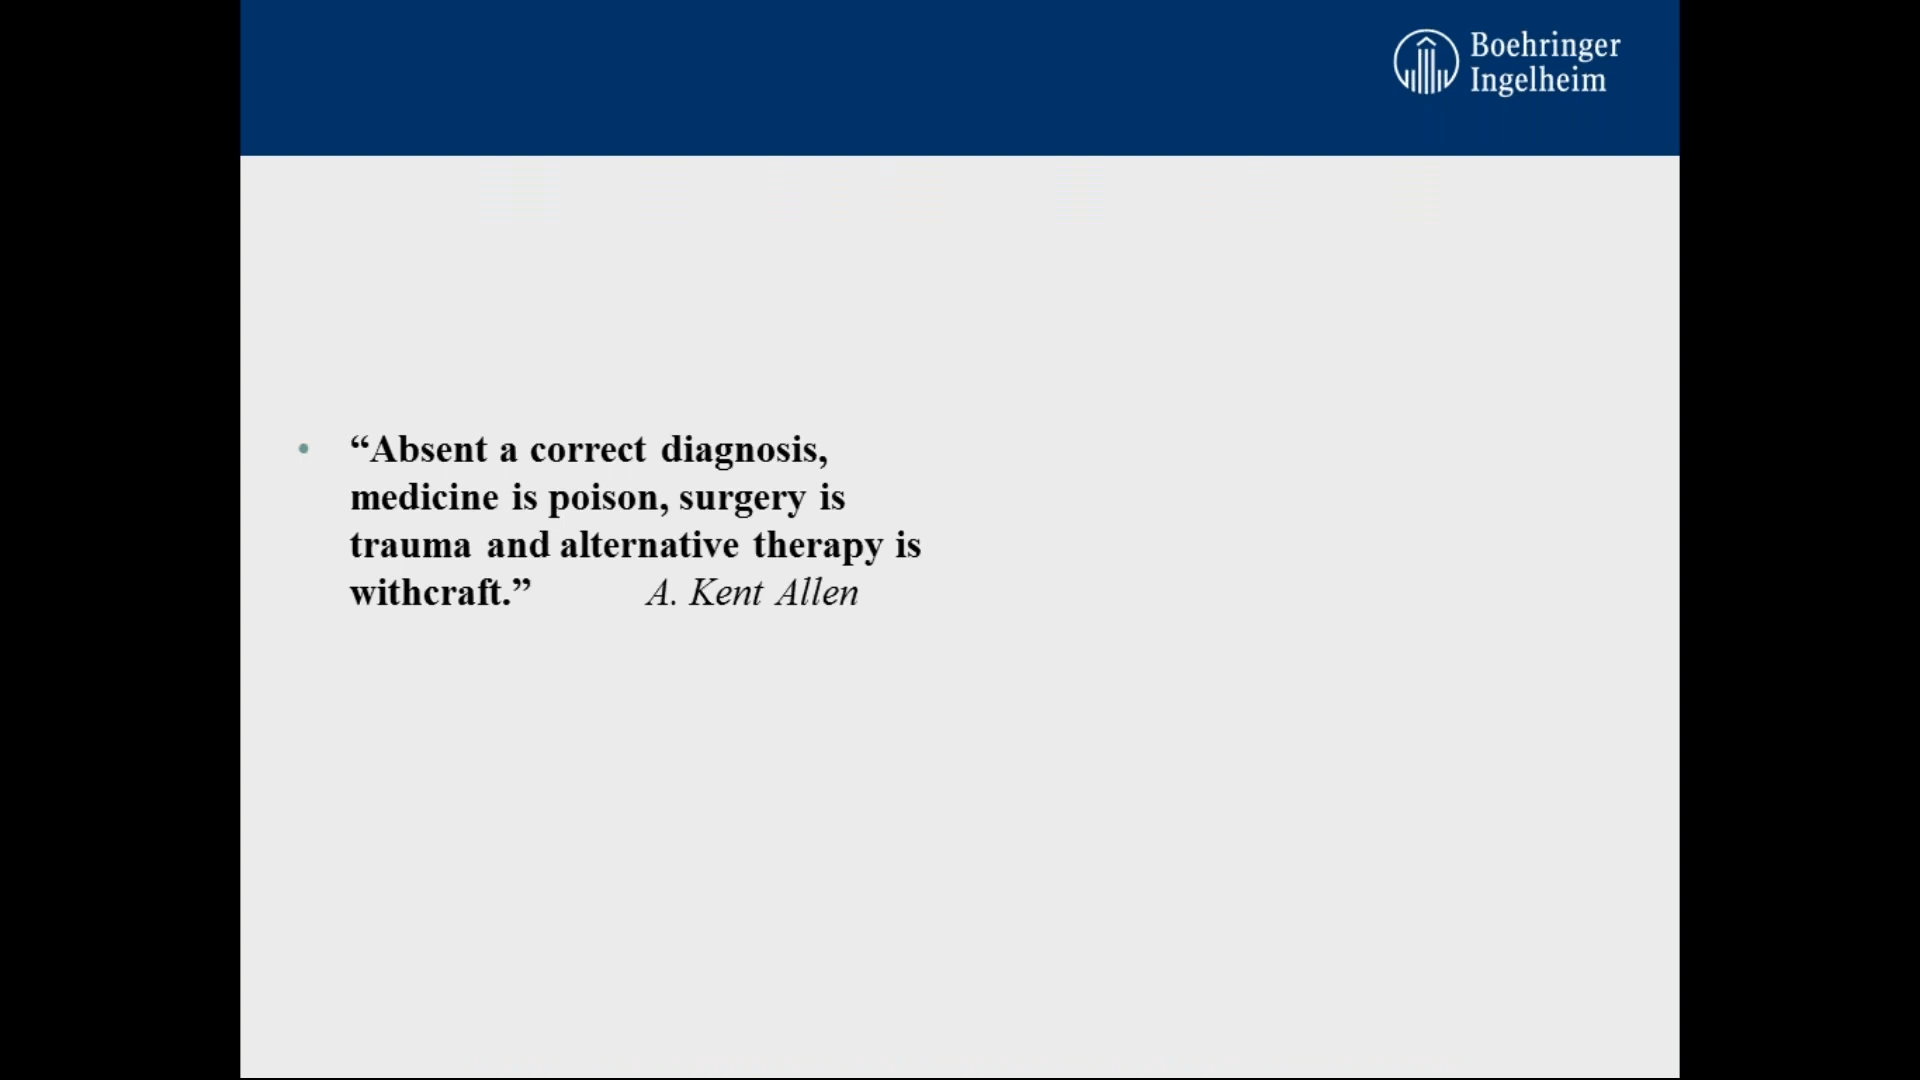 Boehringer
Ingelheim
• “Absent a correct diagnosis,
medicine is poison, surgery is
trauma and alternative therapy is
withcraft.” A. Kent Allen